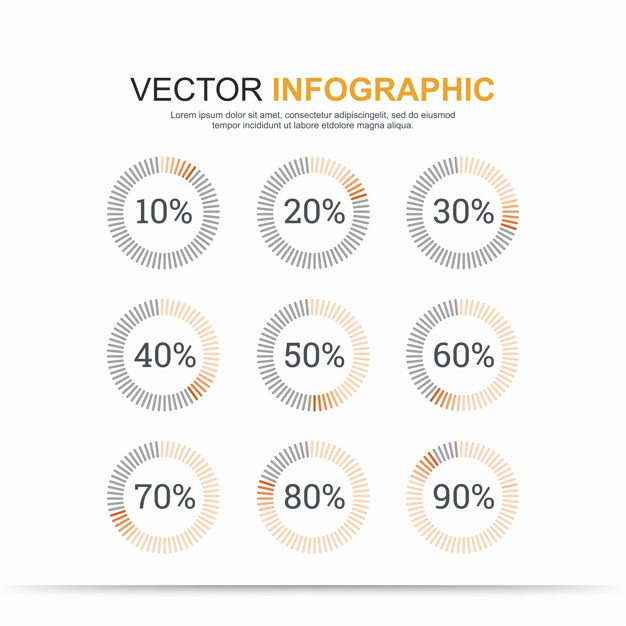 VECTOR INFOGRAPHIC
Lorem ipsum dolor sit amet, consectetur adipiscingelit, sed do eiusmod
tempor incididunt ut labore etdolore magna aliqua.
10% 20% 30%
40% 50% 60%
70% 80% 90%